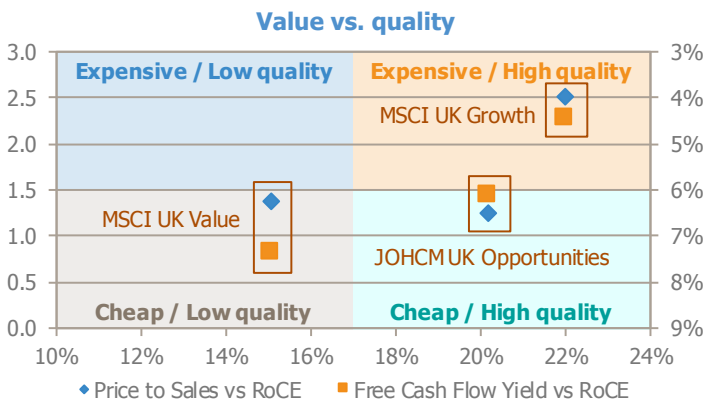 Value vs. quality
3.0 Expensive / Low quality Expensive / High quality 3%
2.5 MSCI UK Growth 4%
2.0 5%
1.5 6%
1.0 MSCI UK Value 7%
0.5 JOHCM UK Opportunities 8%
0.0 Cheap / Low quality Cheap / High quality 9%
10% 12% 14% 16% 18% 20% 22% 24%
Price to Sales vs RoCE Free Cash Flow Yield vs RoCE